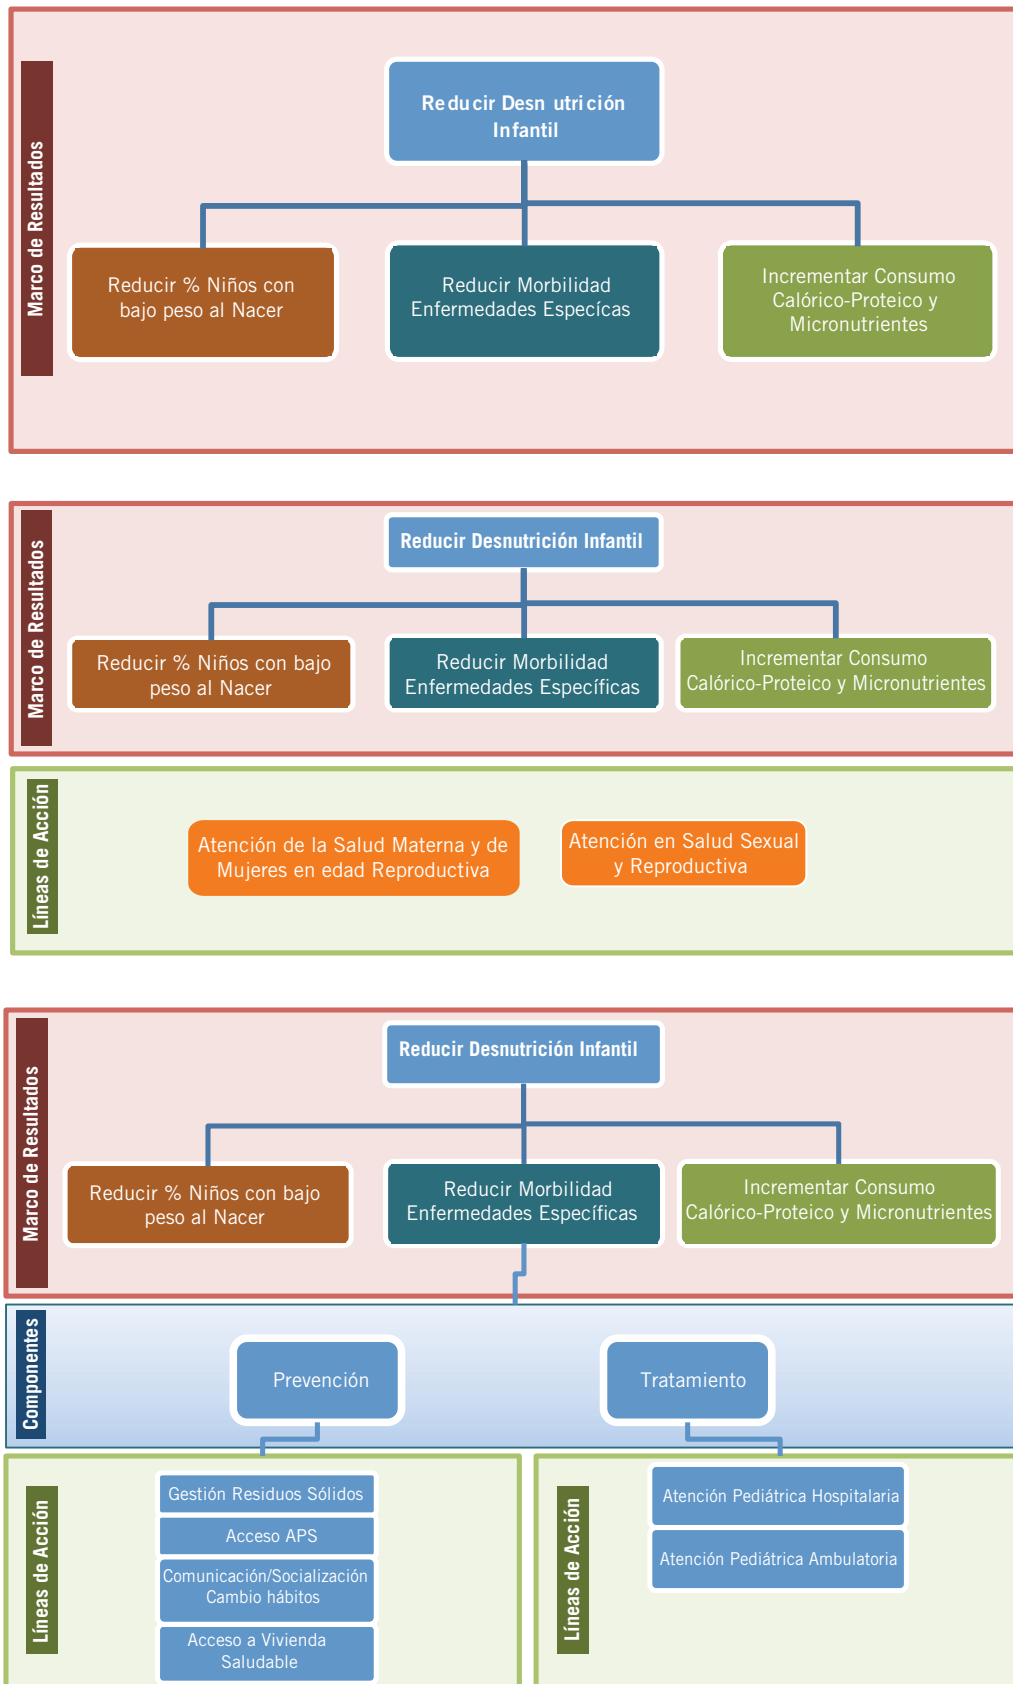 Marco de Resultados
Reducir Desn utrición
Infantil
Reducir % Niños con
bajo peso al Nacer
Reducir Morbilidad
Enfermedades Especícas
Incrementar Consumo
Calórico-Proteico y
Micronutrientes
Marco de Resultados
Reducir Desnutrición Infantil
Reducir % Niños con bajo
peso al Nacer
Reducir Morbilidad
Enfermedades Específicas
Incrementar Consumo
Calórico-Proteico y Micronutrientes
Líneas de Acción
Atención de la Salud Materna y de
Mujeres en edad Reproductiva
Atención en Salud Sexual
y Reproductiva
Marco de Resultados
Reducir Desnutrición Infantil
Reducir % Niños con bajo
peso al Nacer
Reducir Morbilidad
Enfermedades Específicas
Incrementar Consumo
Calórico-Proteico y Micronutrientes
Componentes
Prevención
Tratamiento
Líneas de Acción
Gestión Residuos Sólidos
Acceso APS
Comunicación/Socialización
Cambio hábitos
Acceso a Vivienda
Saludable
Líneas de Acción
Atención Pediátrica Hospitalaria
Atención Pediátrica Ambulatoria